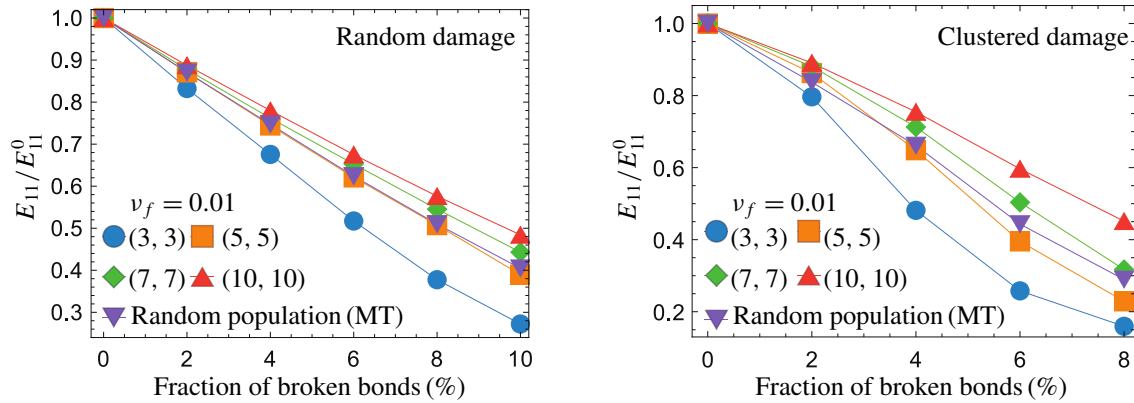 1.0
0.9
0.8
0.7
0.6
0.5
0.4
0.3
E₁₁/E⁰₁₁
Random damage
ν_f = 0.01
(3, 3) (5, 5)
(7, 7) (10, 10)
Random population (MT)
0 2 4 6 8 10
Fraction of broken bonds (%)
1.0
0.8
0.6
0.4
0.2
E₁₁/E⁰₁₁
Clustered damage
ν_f = 0.01
(3, 3) (5, 5)
(7, 7) (10, 10)
Random population (MT)
0 2 4 6 8
Fraction of broken bonds (%)